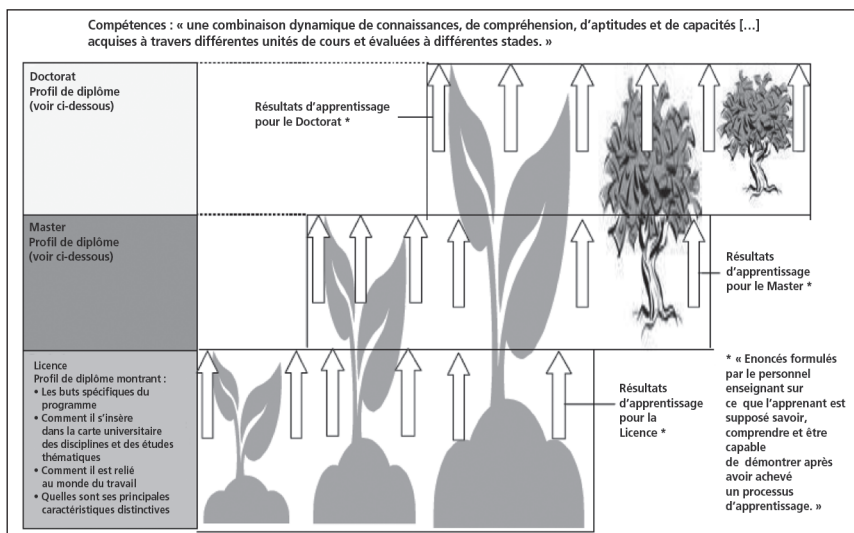 Compétences : « une combinaison dynamique de connaissances, de compréhension, d'aptitudes et de capacités [...]
acquises à travers différentes unités de cours et évaluées à différentes stades. »
Doctorat
Profil de diplôme
(voir ci-dessous)
Résultats d'apprentissage
pour le Doctorat *
Master
Profil de diplôme
(voir ci-dessous)
Résultats
d'apprentissage
pour le Master *
Licence
Profil de diplôme montrant :
• Les buts spécifiques du
programme
• Comment il s'insère
dans la carte universitaire
des disciplines et des études
thématiques
• Comment il est relié
au monde du travail
• Quelles sont ses principales
caractéristiques distinctives
Résultats
d'apprentissage
pour la
Licence *
* « Enoncés formulés
par le personnel
enseignant sur
ce que l'apprenant est
supposé savoir,
comprendre et être
capable
de démontrer après
avoir achevé
un processus
d'apprentissage. »